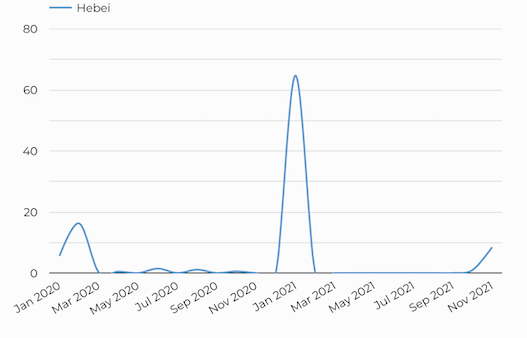 Hebei
80
60
40
20
0
Jan 2020
Mar 2020
May 2020
Jul 2020
Sep 2020
Nov 2020
Jan 2021
Mar 2021
May 2021
Jul 2021
Sep 2021
Nov 2021